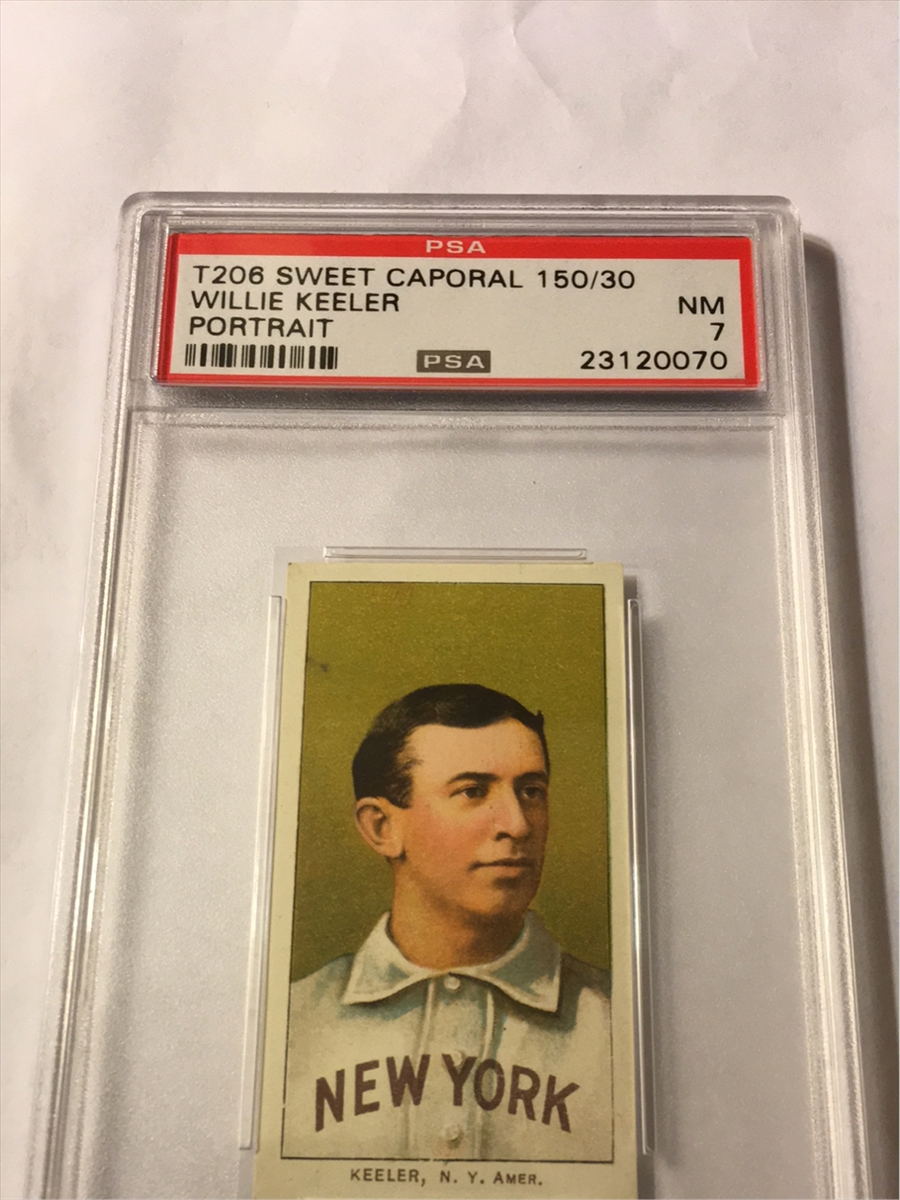 PSA
T206 SWEET CAPORAL 150/30
WILLIE KEELER NM
PORTRAIT 7
PSA 23120070
NEW YORK
KEELER, N. Y. AMER.